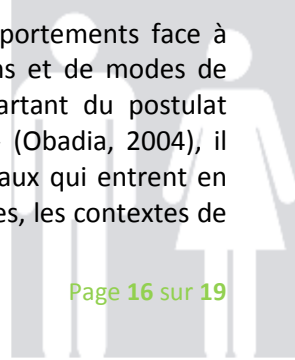 portements face à
ns et de modes de
artant du postulat
(Obadia, 2004), il
aux qui entrent en
es, les contextes de
Page 16 sur 19